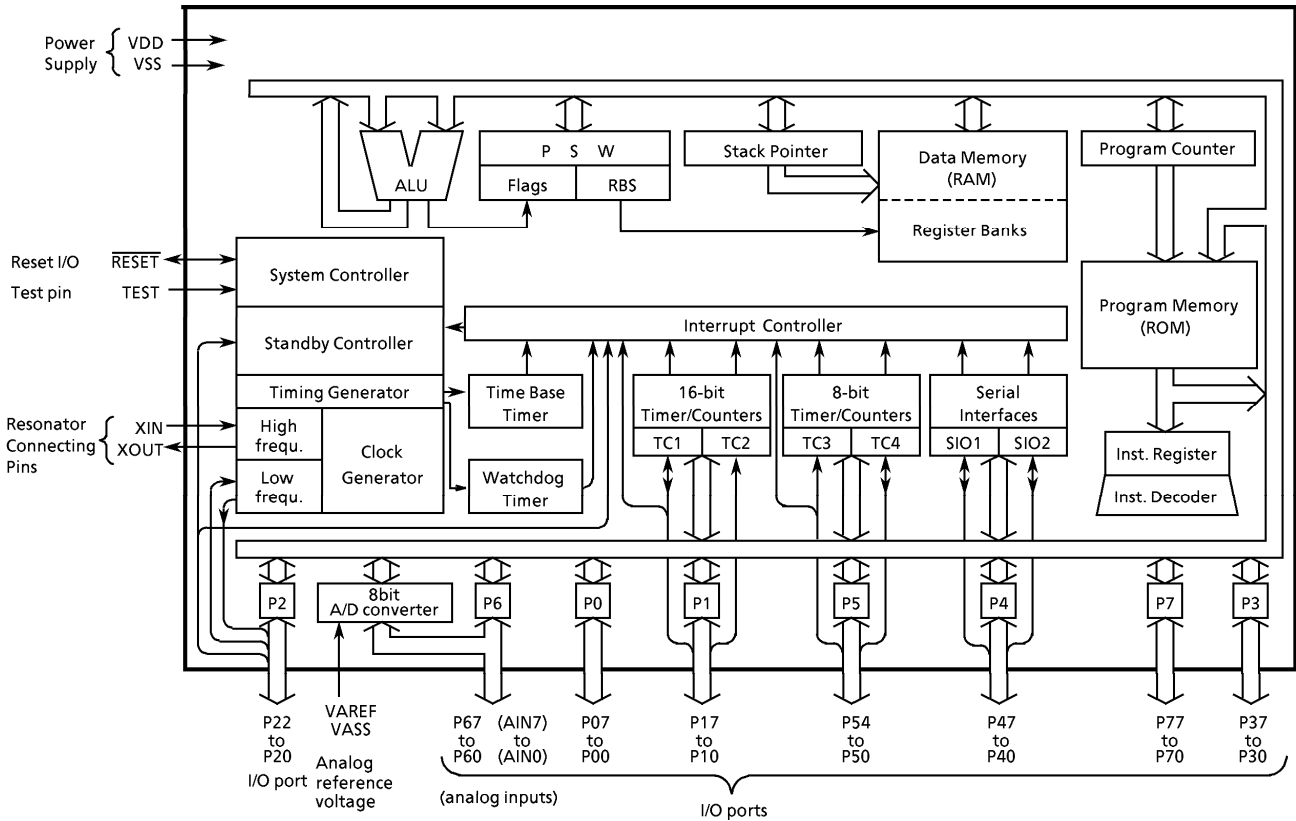 Power
Supply
VDD
VSS
ALU
P S W
Flags
RBS
Stack Pointer
Data Memory
(RAM)
Register Banks
Program Counter
Reset I/O
RESET
Test pin
TEST
System Controller
Standby Controller
Timing Generator
High
frequ.
Low
frequ.
Clock
Generator
Resonator
Connecting
Pins
XIN
XOUT
Interrupt Controller
Time Base
Timer
Watchdog
Timer
16-bit
Timer/Counters
TC1
TC2
8-bit
Timer/Counters
TC3
TC4
Serial
Interfaces
SIO1
SIO2
Program Memory
(ROM)
Inst. Register
Inst. Decoder
P2
8bit
A/D converter
P6
P0
P1
P5
P4
P7
P3
P22
to
P20
I/O port
VAREF
VASS
Analog
reference
voltage
P67
to
P60
(AIN7)
to
(AIN0)
(analog inputs)
P07
to
P00
P17
to
P10
P54
to
P50
P47
to
P40
P77
to
P70
P37
to
P30
I/O ports